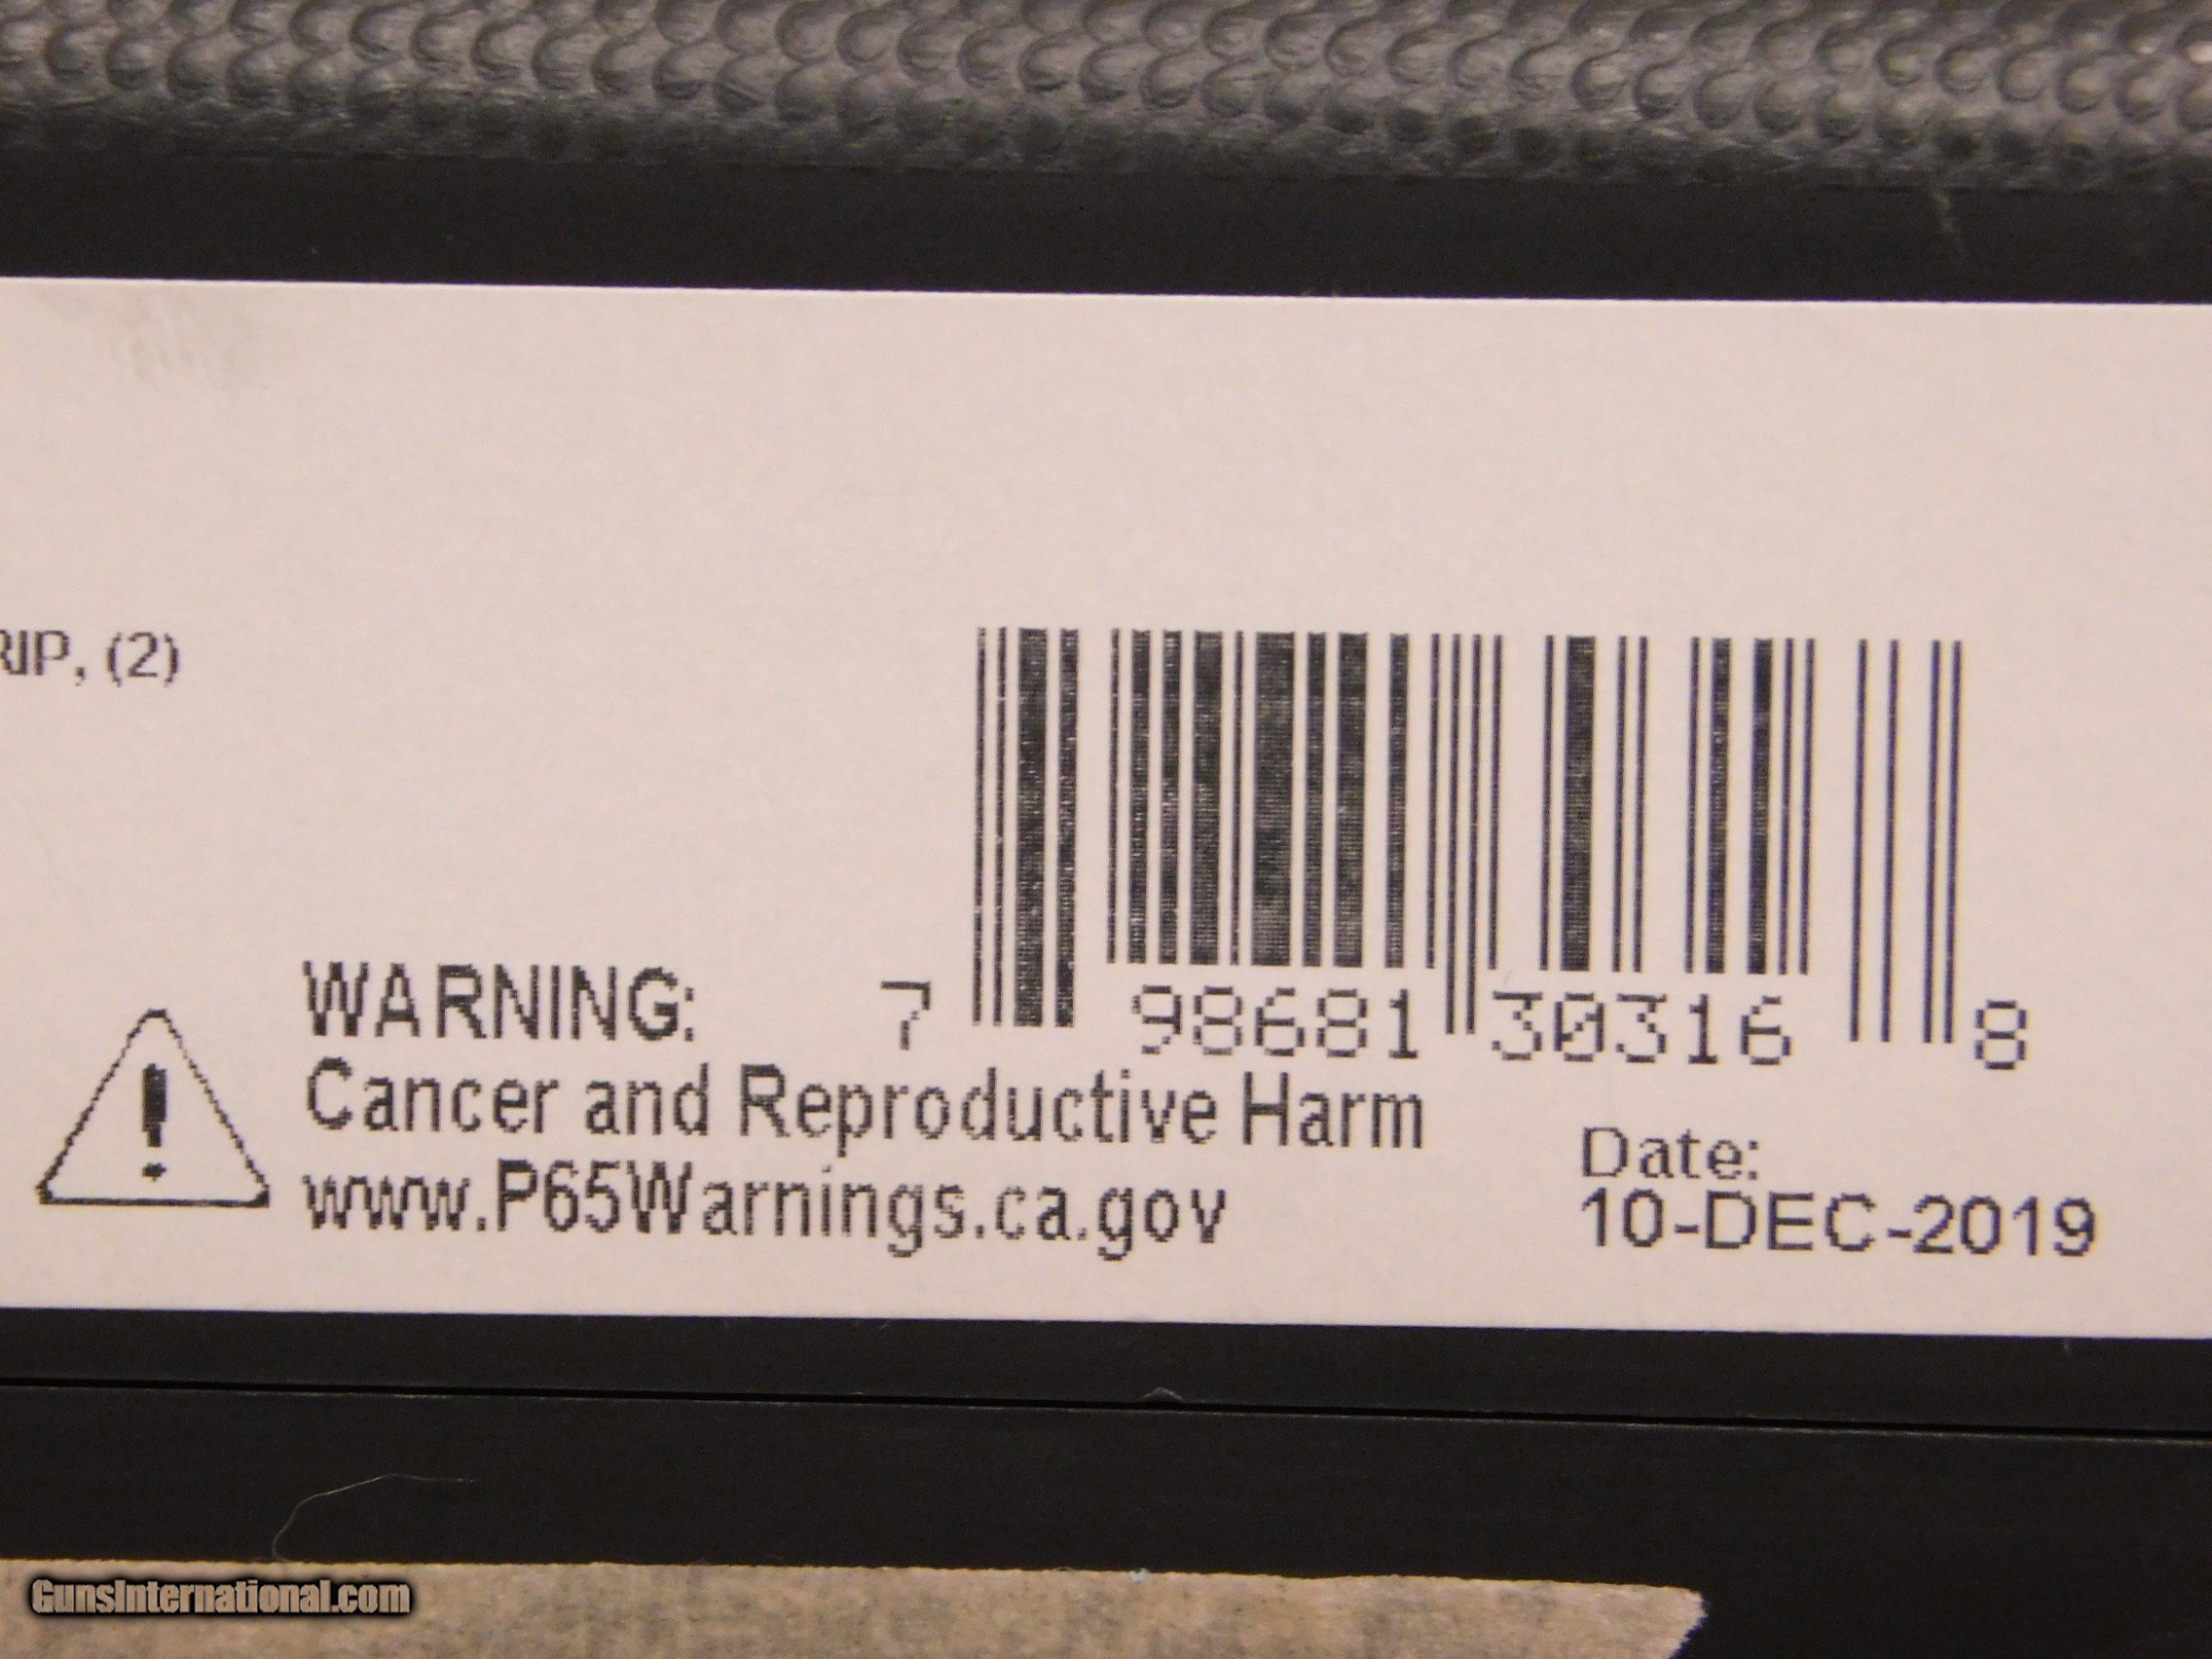 RIP, (2)
WARNING:
Cancer and Reproductive Harm
www.P65Warnings.ca.gov
7 98681 30316 8
Date:
10-DEC-2019
GunsInternational.com